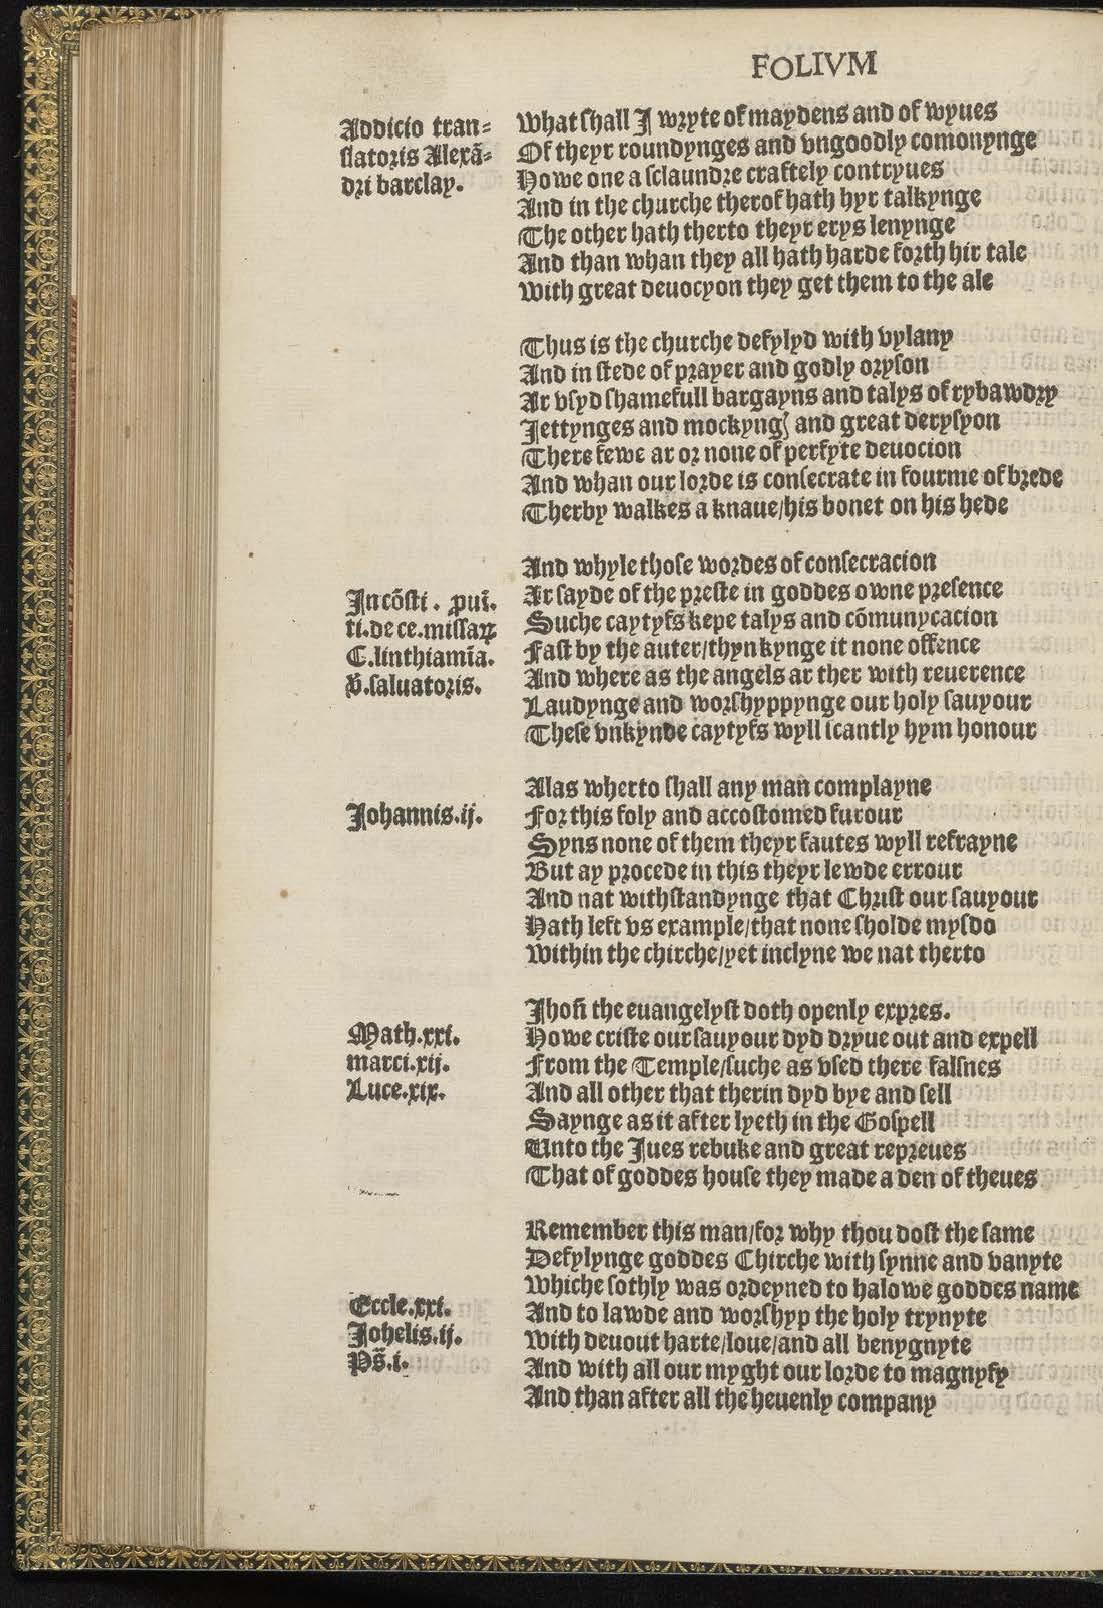 FOLIVM
Addicio tran=
slatoris Alexã=
dri barclay.
What shall I wryte of maydens and of wyues
Of theyr roundynges and vngoodly comonynge
Howe one a sclaundre craftely contryues
And in the churche therof hath hyr talkynge
The other hath therto theyr erys lenynge
And than whan they all hath harde forth hir tale
With great deuocyon they get them to the ale
Thus is the churche defylyd with vylany
And in stede of prayer and godly oryson
Ar vsyd shamefull bargayns and talys of rybawdry
Jettynges and mockyngꝭ and great derysyon
There fewe ar or none of perfyte deuocion
And whan our lorde is consecrate in fourme of brede
Therby walkes a knaue/his bonet on his hede
And whyle those wordes of consecracion
Ar sayde of the preste in goddes owne presence
Suche caytyfs kepe talys and cõmunycacion
Fast by the auter/thynkynge it none offence
And where as the angels ar ther with reuerence
Laudynge and worshyppynge our holy sauyour
These vnkynde caytyfs wyll scantly hym honour
In cõsti. ꝓuī.
ti.de ce.missaꝝ
C.linthiamīa.
ꝟ.saluatoris.
Alas wherto shall any man complayne
For this foly and accostomed furour
Syns none of them theyr fautes wyll refrayne
But ay procede in this theyr lewde errour
And nat withstandynge that Christ our sauyour
Hath left vs example/that none sholde mysdo
Within the chirche/yet inclyne we nat therto
Johannis.ij.
Jhoñ the euangelyst doth openly expres.
Howe criste our sauyour dyd dryue out and expell
From the Temple/suche as vsed there falsnes
And all other that therin dyd bye and sell
Saynge as it after lyeth in the Gospell
Unto the Jues rebuke and great repreues
That of goddes house they made a den of theues
Math.xxi.
marci.xij.
Luce.xix.
Remember this man/for why thou dost the same
Defylynge goddes Chirche with synne and vanyte
Whiche sothly was ordeyned to halowe goddes name
And to lawde and worshyp the holy trynyte
With deuout harte/loue/and all benygnyte
And with all our myght our lorde to magnyfy
And than after all the heuenly company
Eccle.xxi.
Johelis.ij.
Ps̃.i.